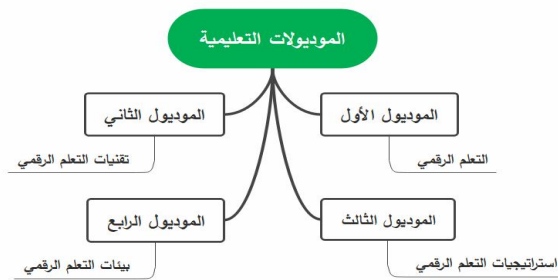 الموديولات التعليمية
الموديول الأول
التعلم الرقمي
الموديول الثاني
تقنيات التعلم الرقمي
الموديول الثالث
استراتيجيات التعلم الرقمي
الموديول الرابع
بيئات التعلم الرقمي